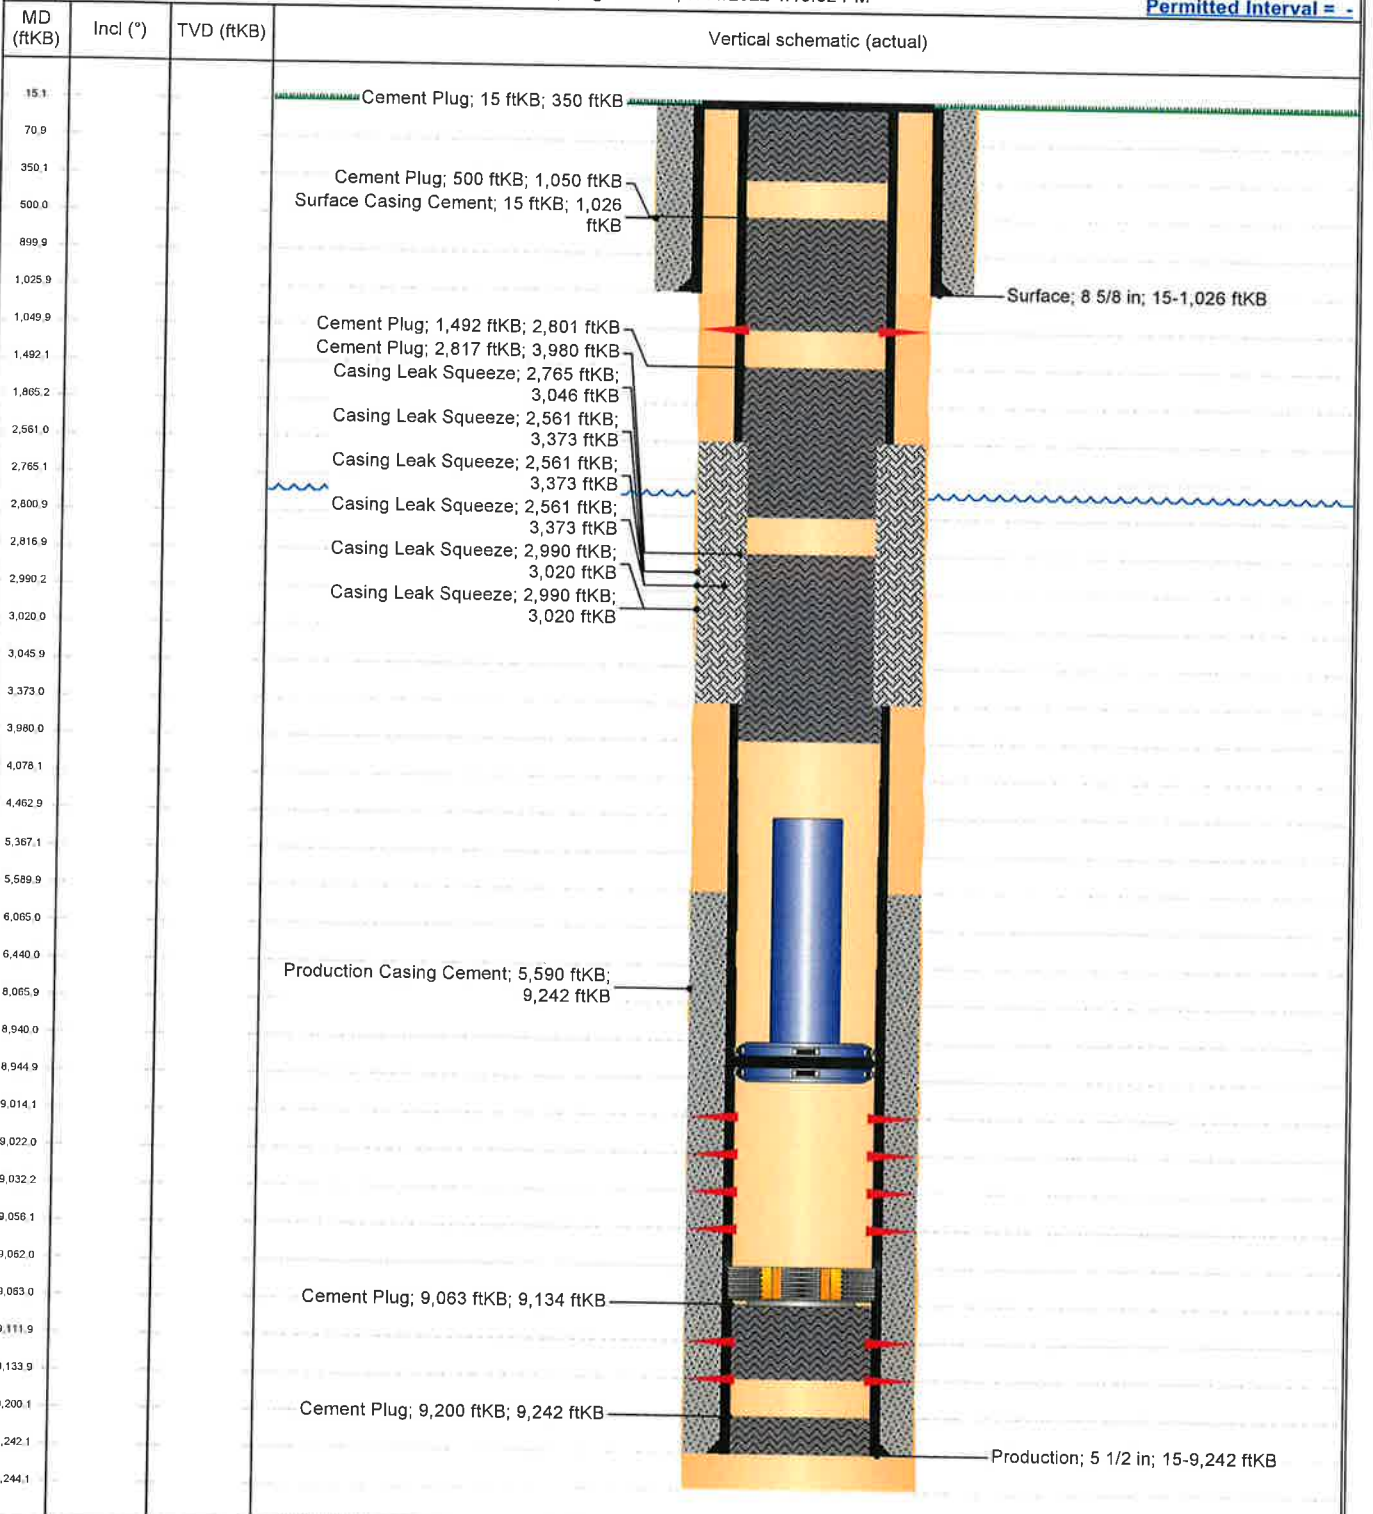 Permitted Interval = -
MD
(ftKB)
Incl (°)
TVD (ftKB)
Vertical schematic (actual)
15.1
70.9
350.1
500.0
899.9
1,025.9
1,049.9
1,492.1
1,865.2
2,561.0
2,765.1
2,800.9
2,816.9
2,990.2
3,020.0
3,045.9
3,373.0
3,980.0
4,078.1
4,462.9
5,367.1
5,589.9
6,065.0
6,440.0
8,065.9
8,940.0
8,944.9
9,014.1
9,022.0
9,032.2
9,056.1
9,062.0
9,063.0
9,111.9
9,133.9
,200.1
,242.1
,244.1
Cement Plug; 15 ftKB; 350 ftKB
Cement Plug; 500 ftKB; 1,050 ftKB
Surface Casing Cement; 15 ftKB; 1,026
ftKB
Surface; 8 5/8 in; 15-1,026 ftKB
Cement Plug; 1,492 ftKB; 2,801 ftKB
Cement Plug; 2,817 ftKB; 3,980 ftKB
Casing Leak Squeeze; 2,765 ftKB;
3,046 ftKB
Casing Leak Squeeze; 2,561 ftKB;
3,373 ftKB
Casing Leak Squeeze; 2,561 ftKB;
3,373 ftKB
Casing Leak Squeeze; 2,561 ftKB;
3,373 ftKB
Casing Leak Squeeze; 2,990 ftKB;
3,020 ftKB
Casing Leak Squeeze; 2,990 ftKB;
3,020 ftKB
Production Casing Cement; 5,590 ftKB;
9,242 ftKB
Cement Plug; 9,063 ftKB; 9,134 ftKB
Cement Plug; 9,200 ftKB; 9,242 ftKB
Production; 5 1/2 in; 15-9,242 ftKB